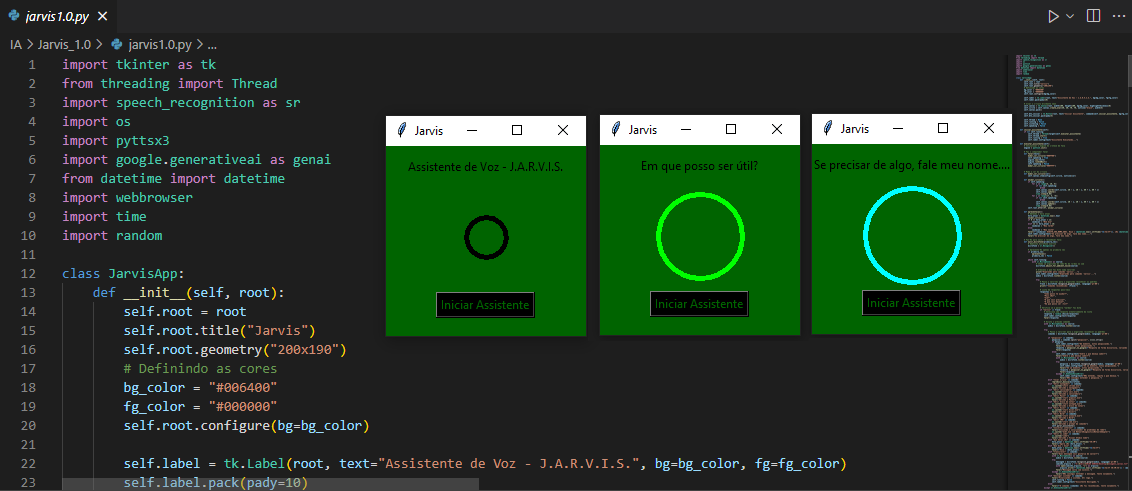 jarvis1.0.py
IA > Jarvis_1.0 > jarvis1.0.py > ...
1 import tkinter as tk
2 from threading import Thread
3 import speech_recognition as sr
4 import os
5 import pyttsx3
6 import google.generativeai as genai
7 from datetime import datetime
8 import webbrowser
9 import time
10 import random
11
12 class JarvisApp:
13 def __init__(self, root):
14 self.root = root
15 self.root.title("Jarvis")
16 self.root.geometry("200x190")
17 # Definindo as cores
18 bg_color = "#006400"
19 fg_color = "#000000"
20 self.root.configure(bg=bg_color)
21
22 self.label = tk.Label(root, text="Assistente de Voz - J.A.R.V.I.S.", bg=bg_color, fg=fg_color)
23 self.label.pack(pady=10)
Jarvis
Assistente de Voz - J.A.R.V.I.S.
Iniciar Assistente
Jarvis
Em que posso ser útil?
Iniciar Assistente
Jarvis
Se precisar de algo, fale meu nome....
Iniciar Assistente